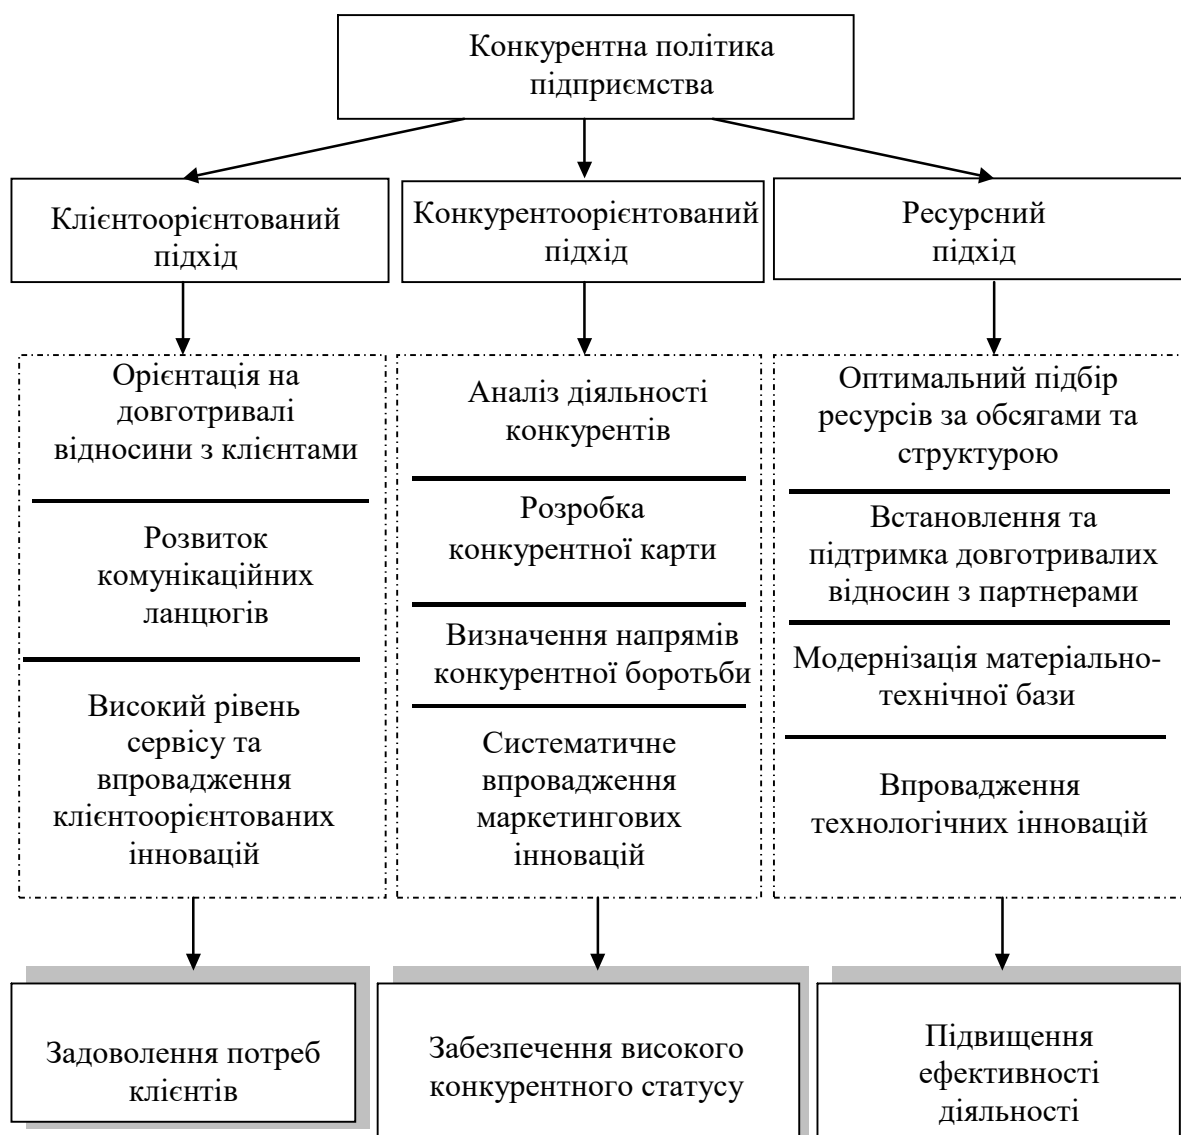 Конкурентна політика
підприємства
Клієнтоорієнтований
підхід
Конкурентоорієнтований
підхід
Ресурсний
підхід
Орієнтація на
довготривалі
відносини з клієнтами
Розвиток
комунікаційних
ланцюгів
Високий рівень
сервісу та
впровадження
клієнтоорієнтованих
інновацій
Аналіз діяльності
конкурентів
Розробка
конкурентної карти
Визначення напрямів
конкурентної боротьби
Систематичне
впровадження
маркетингових
інновацій
Оптимальний підбір
ресурсів за обсягами та
структурою
Встановлення та
підтримка довготривалих
відносин з партнерами
Модернізація матеріально-
технічної бази
Впровадження
технологічних інновацій
Задоволення потреб
клієнтів
Забезпечення високого
конкурентного статусу
Підвищення
ефективності
діяльності